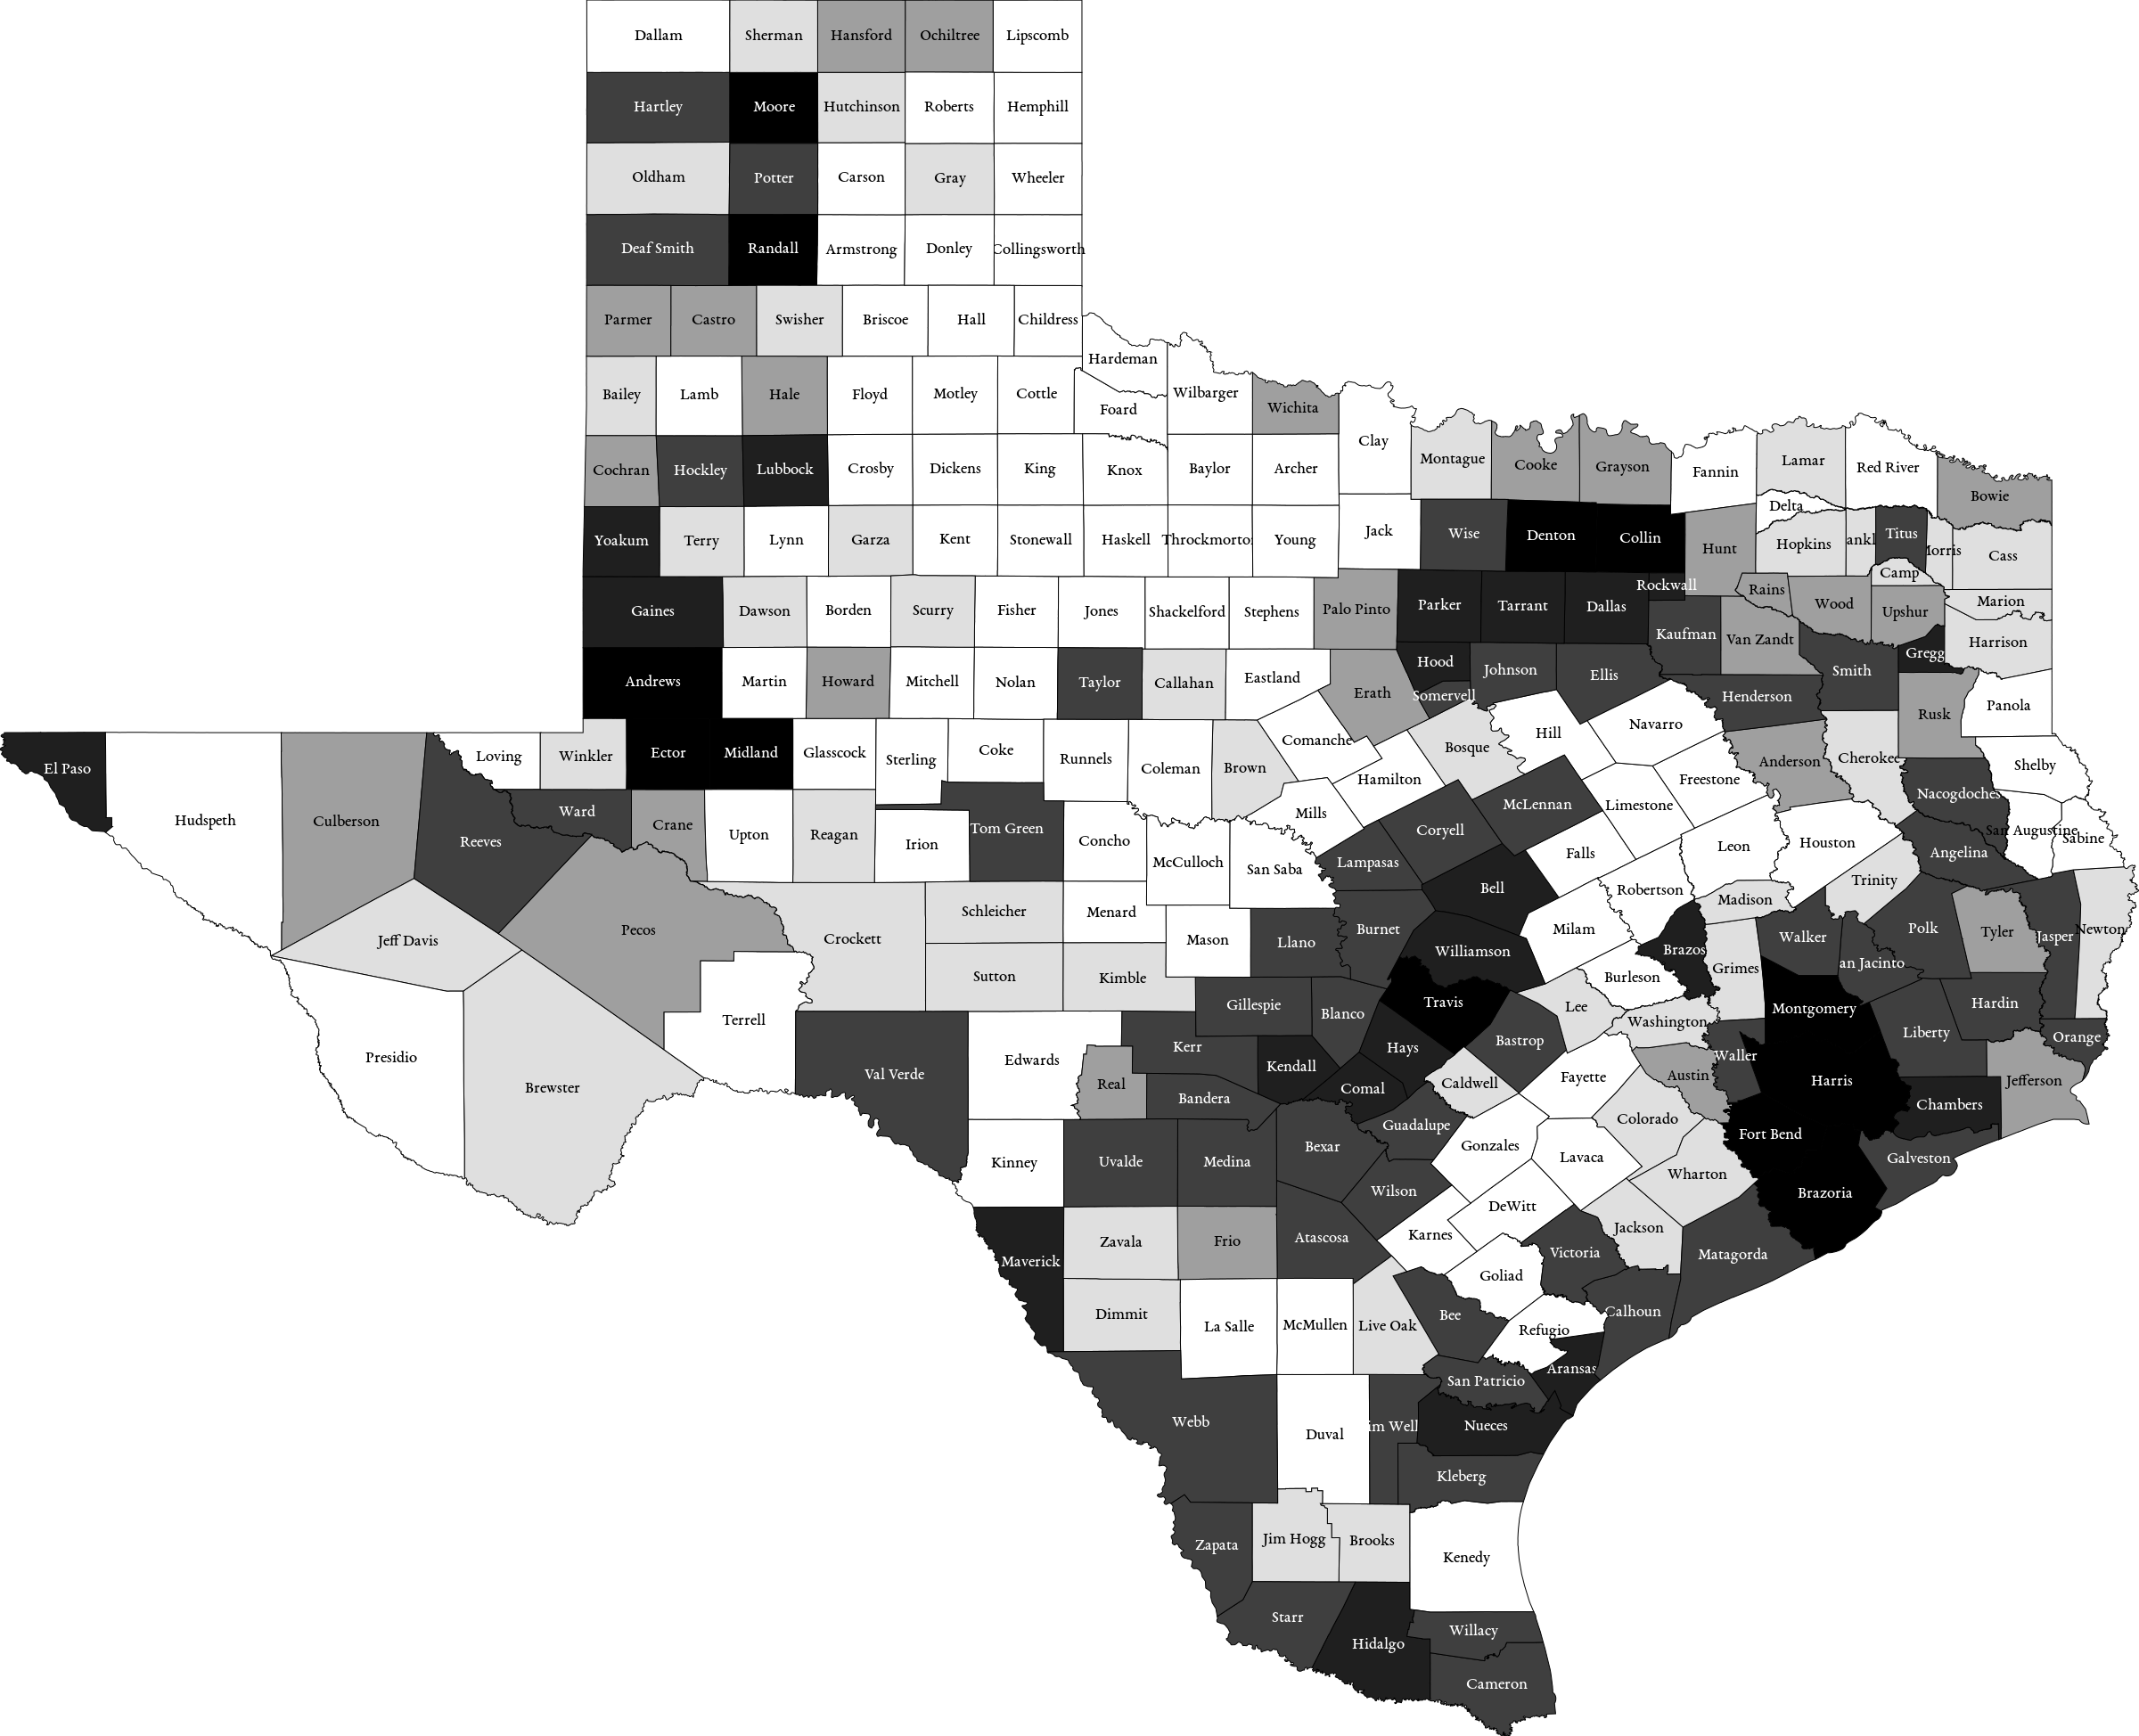 Dallam
Sherman
Hansford
Ochiltree
Lipscomb
Hartley
Moore
Hutchinson
Roberts
Hemphill
Oldham
Potter
Carson
Gray
Wheeler
Deaf Smith
Randall
Armstrong
Donley
Collingsworth
Parmer
Castro
Swisher
Briscoe
Hall
Childress
Hardeman
Bailey
Lamb
Hale
Floyd
Motley
Cottle
Foard
Wilbarger
Wichita
Clay
Cochran
Hockley
Lubbock
Crosby
Dickens
King
Knox
Baylor
Archer
Montague
Cooke
Grayson
Fannin
Lamar
Red River
Bowie
Delta
Yoakum
Terry
Lynn
Garza
Kent
Stonewall
Haskell
Throckmorto
Young
Jack
Wise
Denton
Collin
Hunt
Hopkins
ankl
Titus
Morris
Cass
Camp
Rockwall
Rains
Wood
Upshur
Marion
Gaines
Dawson
Borden
Scurry
Fisher
Jones
Shackelford
Stephens
Palo Pinto
Parker
Tarrant
Dallas
Kaufman
Van Zandt
Harrison
Gregg
Smith
Andrews
Martin
Howard
Mitchell
Nolan
Taylor
Callahan
Eastland
Erath
Hood
Somervell
Johnson
Ellis
Henderson
Rusk
Panola
El Paso
Hudspeth
Culberson
Reeves
Loving
Winkler
Ector
Midland
Glasscock
Sterling
Coke
Runnels
Coleman
Brown
Comanche
Hamilton
Bosque
Hill
Navarro
Freestone
Anderson
Cherokee
Nacogdoches
Shelby
Ward
Crane
Upton
Reagan
Irion
Tom Green
Concho
McCulloch
San Saba
Mills
Lampasas
Coryell
McLennan
Limestone
Falls
Leon
Houston
Angelina
San Augustine
Sabine
Jeff Davis
Pecos
Crockett
Schleicher
Menard
Mason
Llano
Burnet
Bell
Milam
Robertson
Madison
Trinity
Polk
Tyler
Jasper
Newton
Walker
an Jacinto
Grimes
Brazos
Presidio
Brewster
Terrell
Sutton
Kimble
Gillespie
Blanco
Williamson
Travis
Burleson
Lee
Washington
Montgomery
Liberty
Hardin
Orange
Val Verde
Edwards
Real
Kerr
Kendall
Hays
Bastrop
Fayette
Austin
Waller
Harris
Chambers
Jefferson
Bandera
Comal
Caldwell
Guadalupe
Gonzales
Colorado
Fort Bend
Galveston
Kinney
Uvalde
Medina
Bexar
Wilson
Lavaca
Wharton
Brazoria
Maverick
Zavala
Frio
Atascosa
Karnes
DeWitt
Jackson
Matagorda
Victoria
Goliad
Calhoun
Dimmit
La Salle
McMullen
Live Oak
Bee
Refugio
Aransas
San Patricio
Webb
Duval
im Well
Nueces
Kleberg
Zapata
Jim Hogg
Brooks
Kenedy
Starr
Hidalgo
Willacy
Cameron